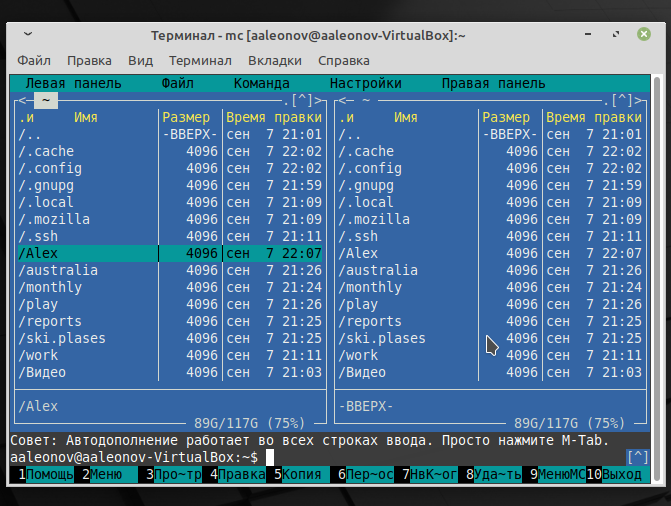 Терминал - mc [aaleonov@aaleonov-VirtualBox]:~
Файл Правка Вид Терминал Вкладки Справка
Левая панель Файл Команда Настройки Правая панель
<─ ~ ─.[^]> <─ ~ ─.[^]>
.и Имя Размер Время правки .и Имя Размер Время правки
/.. -ВВЕРХ- сен 7 21:01 /.. -ВВЕРХ- сен 7 21:01
/.cache 4096 сен 7 22:02 /.cache 4096 сен 7 22:02
/.config 4096 сен 7 22:02 /.config 4096 сен 7 22:02
/.gnupg 4096 сен 7 21:59 /.gnupg 4096 сен 7 21:59
/.local 4096 сен 7 21:09 /.local 4096 сен 7 21:09
/.mozilla 4096 сен 7 21:09 /.mozilla 4096 сен 7 21:09
/.ssh 4096 сен 7 21:11 /.ssh 4096 сен 7 21:11
/Alex 4096 сен 7 22:07 /Alex 4096 сен 7 22:07
/australia 4096 сен 7 21:26 /australia 4096 сен 7 21:26
/monthly 4096 сен 7 21:24 /monthly 4096 сен 7 21:24
/play 4096 сен 7 21:26 /play 4096 сен 7 21:26
/reports 4096 сен 7 21:25 /reports 4096 сен 7 21:25
/ski.plases 4096 сен 7 21:25 /ski.plases 4096 сен 7 21:25
/work 4096 сен 7 21:11 /work 4096 сен 7 21:11
/Видео 4096 сен 7 21:03 /Видео 4096 сен 7 21:03
/Alex -ВВЕРХ-
89G/117G (75%) 89G/117G (75%)
Совет: Автодополнение работает во всех строках ввода. Просто нажмите M-Tab.
aaleonov@aaleonov-VirtualBox:~$ [^]
1Помощь 2Меню 3Про~тр 4Правка 5Копия 6Пер~ос 7НвК~ог 8Уда~ть 9МенюMC 10Выход